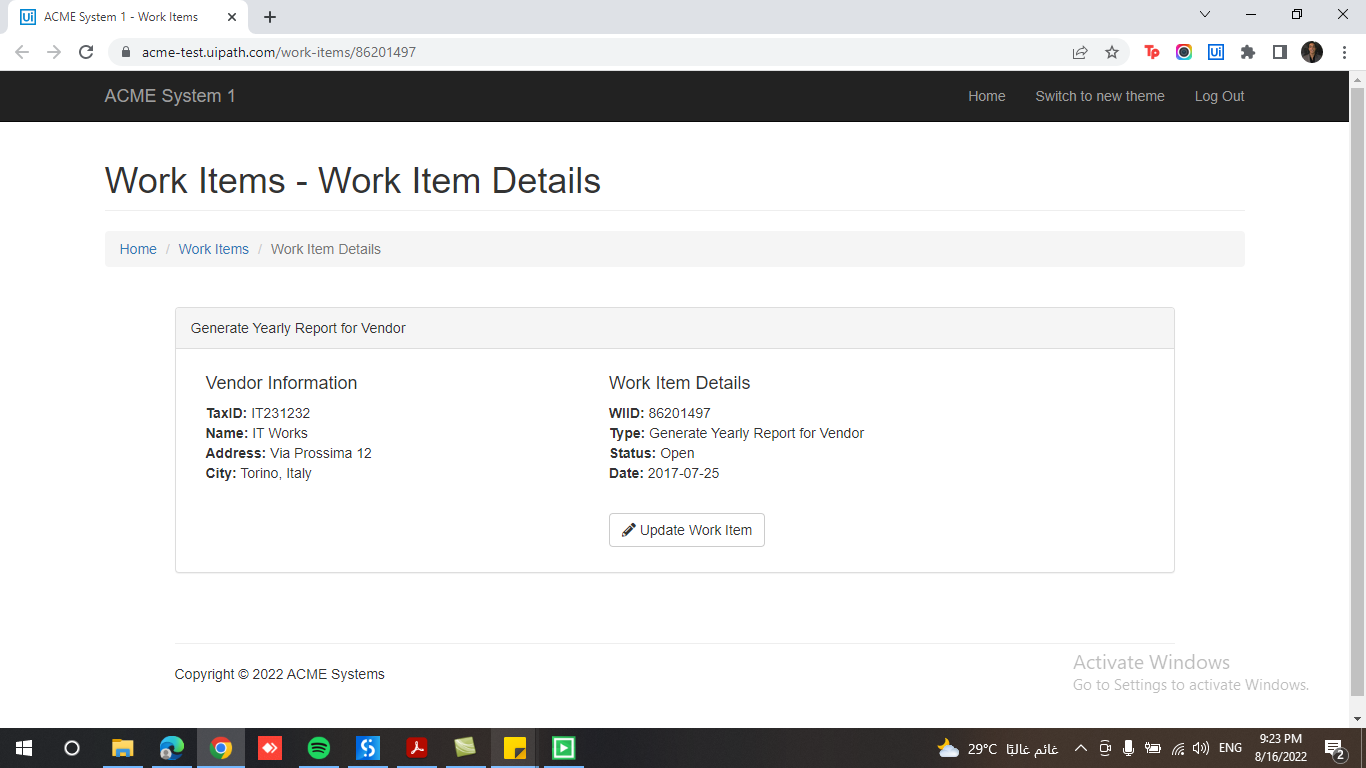 ACME System 1 - Work Items
acme-test.uipath.com/work-items/86201497
Tp
Ui
ACME System 1
Home
Switch to new theme
Log Out
Work Items - Work Item Details
Home / Work Items / Work Item Details
Generate Yearly Report for Vendor
Vendor Information
TaxID: IT231232
Name: IT Works
Address: Via Prossima 12
City: Torino, Italy
Work Item Details
WIID: 86201497
Type: Generate Yearly Report for Vendor
Status: Open
Date: 2017-07-25
Update Work Item
Copyright © 2022 ACME Systems
Activate Windows
Go to Settings to activate Windows.
29°C غائم غالبًا
ENG
9:23 PM
8/16/2022
2